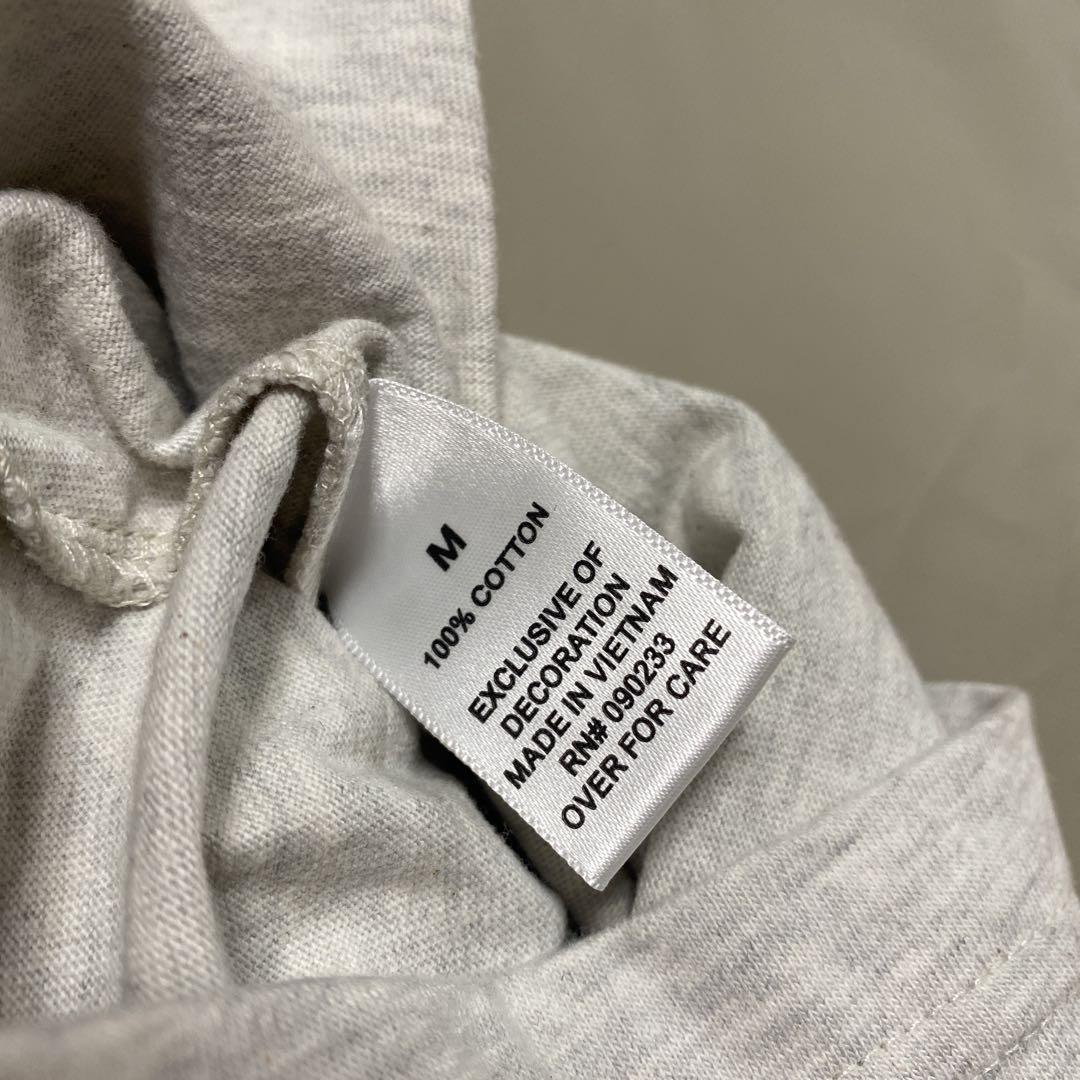 M
100% COTTON
EXCLUSIVE OF
DECORATION
MADE IN VIETNAM
RN# 090233
OVER FOR CARE